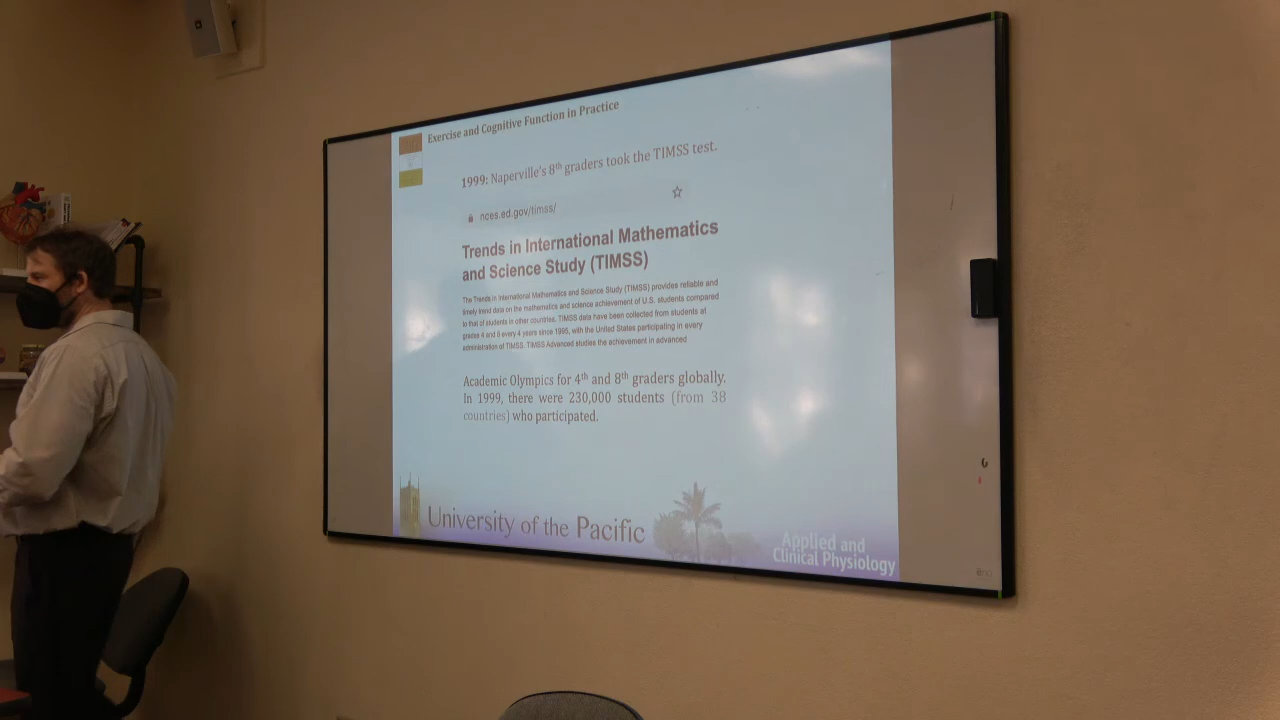 Exercise and Cognitive Function in Practice
1999: Naperville's 8th graders took the TIMSS test.
nces.ed.gov/timss/
Trends in International Mathematics
and Science Study (TIMSS)
The Trends in International Mathematics and Science Study (TIMSS) provides reliable and
timely trend data on the mathematics and science achievement of U.S. students compared
to that of students in other countries. TIMSS data have been collected from students at
grades 4 and 8 every 4 years since 1995, with the United States participating in every
administration of TIMSS. TIMSS Advanced studies the achievement in advanced
Academic Olympics for 4th and 8th graders globally.
In 1999, there were 230,000 students (from 38
countries) who participated.
University of the Pacific
Applied and
Clinical Physiology